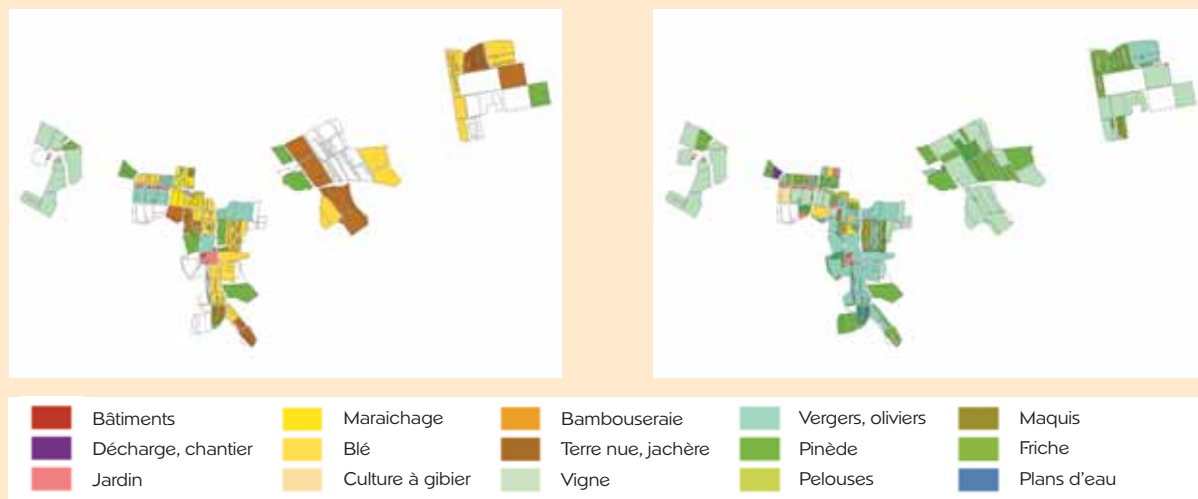 Bâtiments
Maraichage
Bambouseraie
Vergers, oliviers
Maquis
Décharge, chantier
Blé
Terre nue, jachère
Pinède
Friche
Jardin
Culture à gibier
Vigne
Pelouses
Plans d'eau